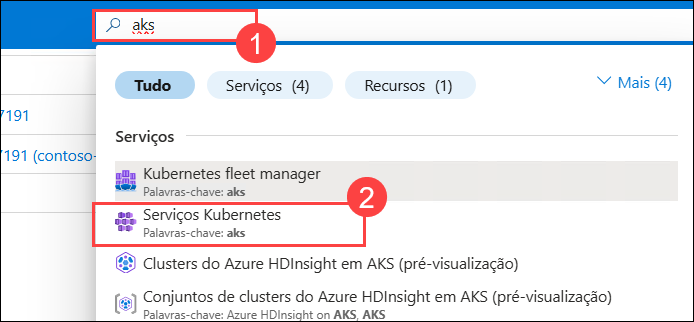 aks
1
Tudo
Serviços (4)
Recursos (1)
Mais (4)
7191
7191 (contoso-
Serviços
Kubernetes fleet manager
Palavras-chave: aks
2
Serviços Kubernetes
Palavras-chave: aks
Clusters do Azure HDInsight em AKS (pré-visualização)
Conjuntos de clusters do Azure HDInsight em AKS (pré-visualização)
Palavras-chave: Azure HDInsight on AKS, AKS